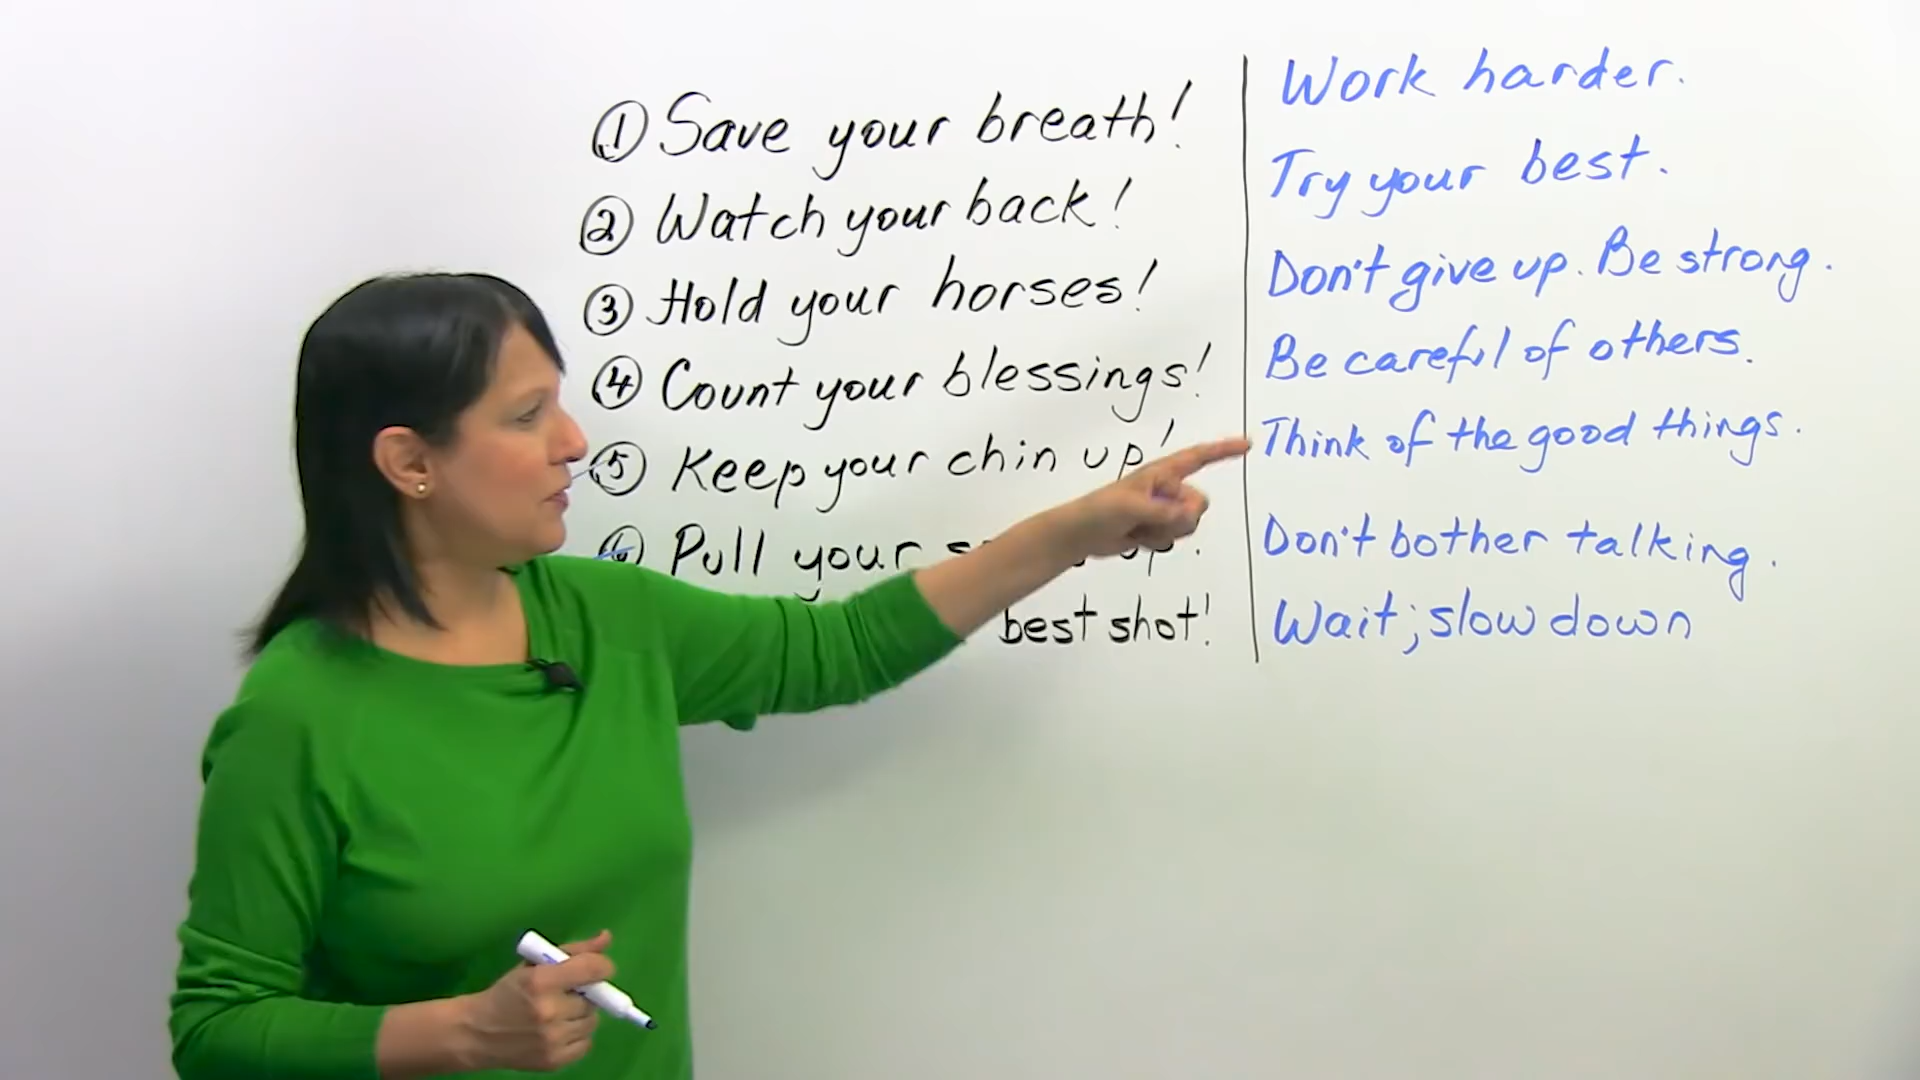 ① Save your breath!
② Watch your back!
③ Hold your horses!
④ Count your blessings!
⑤ Keep your chin up!
⑥ Pull your up!
best shot!
Work harder.
Try your best.
Don't give up. Be strong.
Be careful of others.
Think of the good things.
Don't bother talking.
Wait; slow down